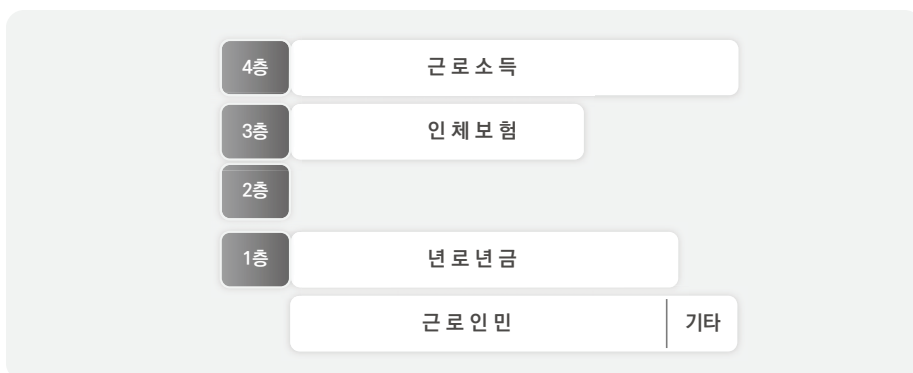 4층 근 로 소 득
3층 인 체 보 험
2층
1층 년 로 년 금
근 로 인 민 기타